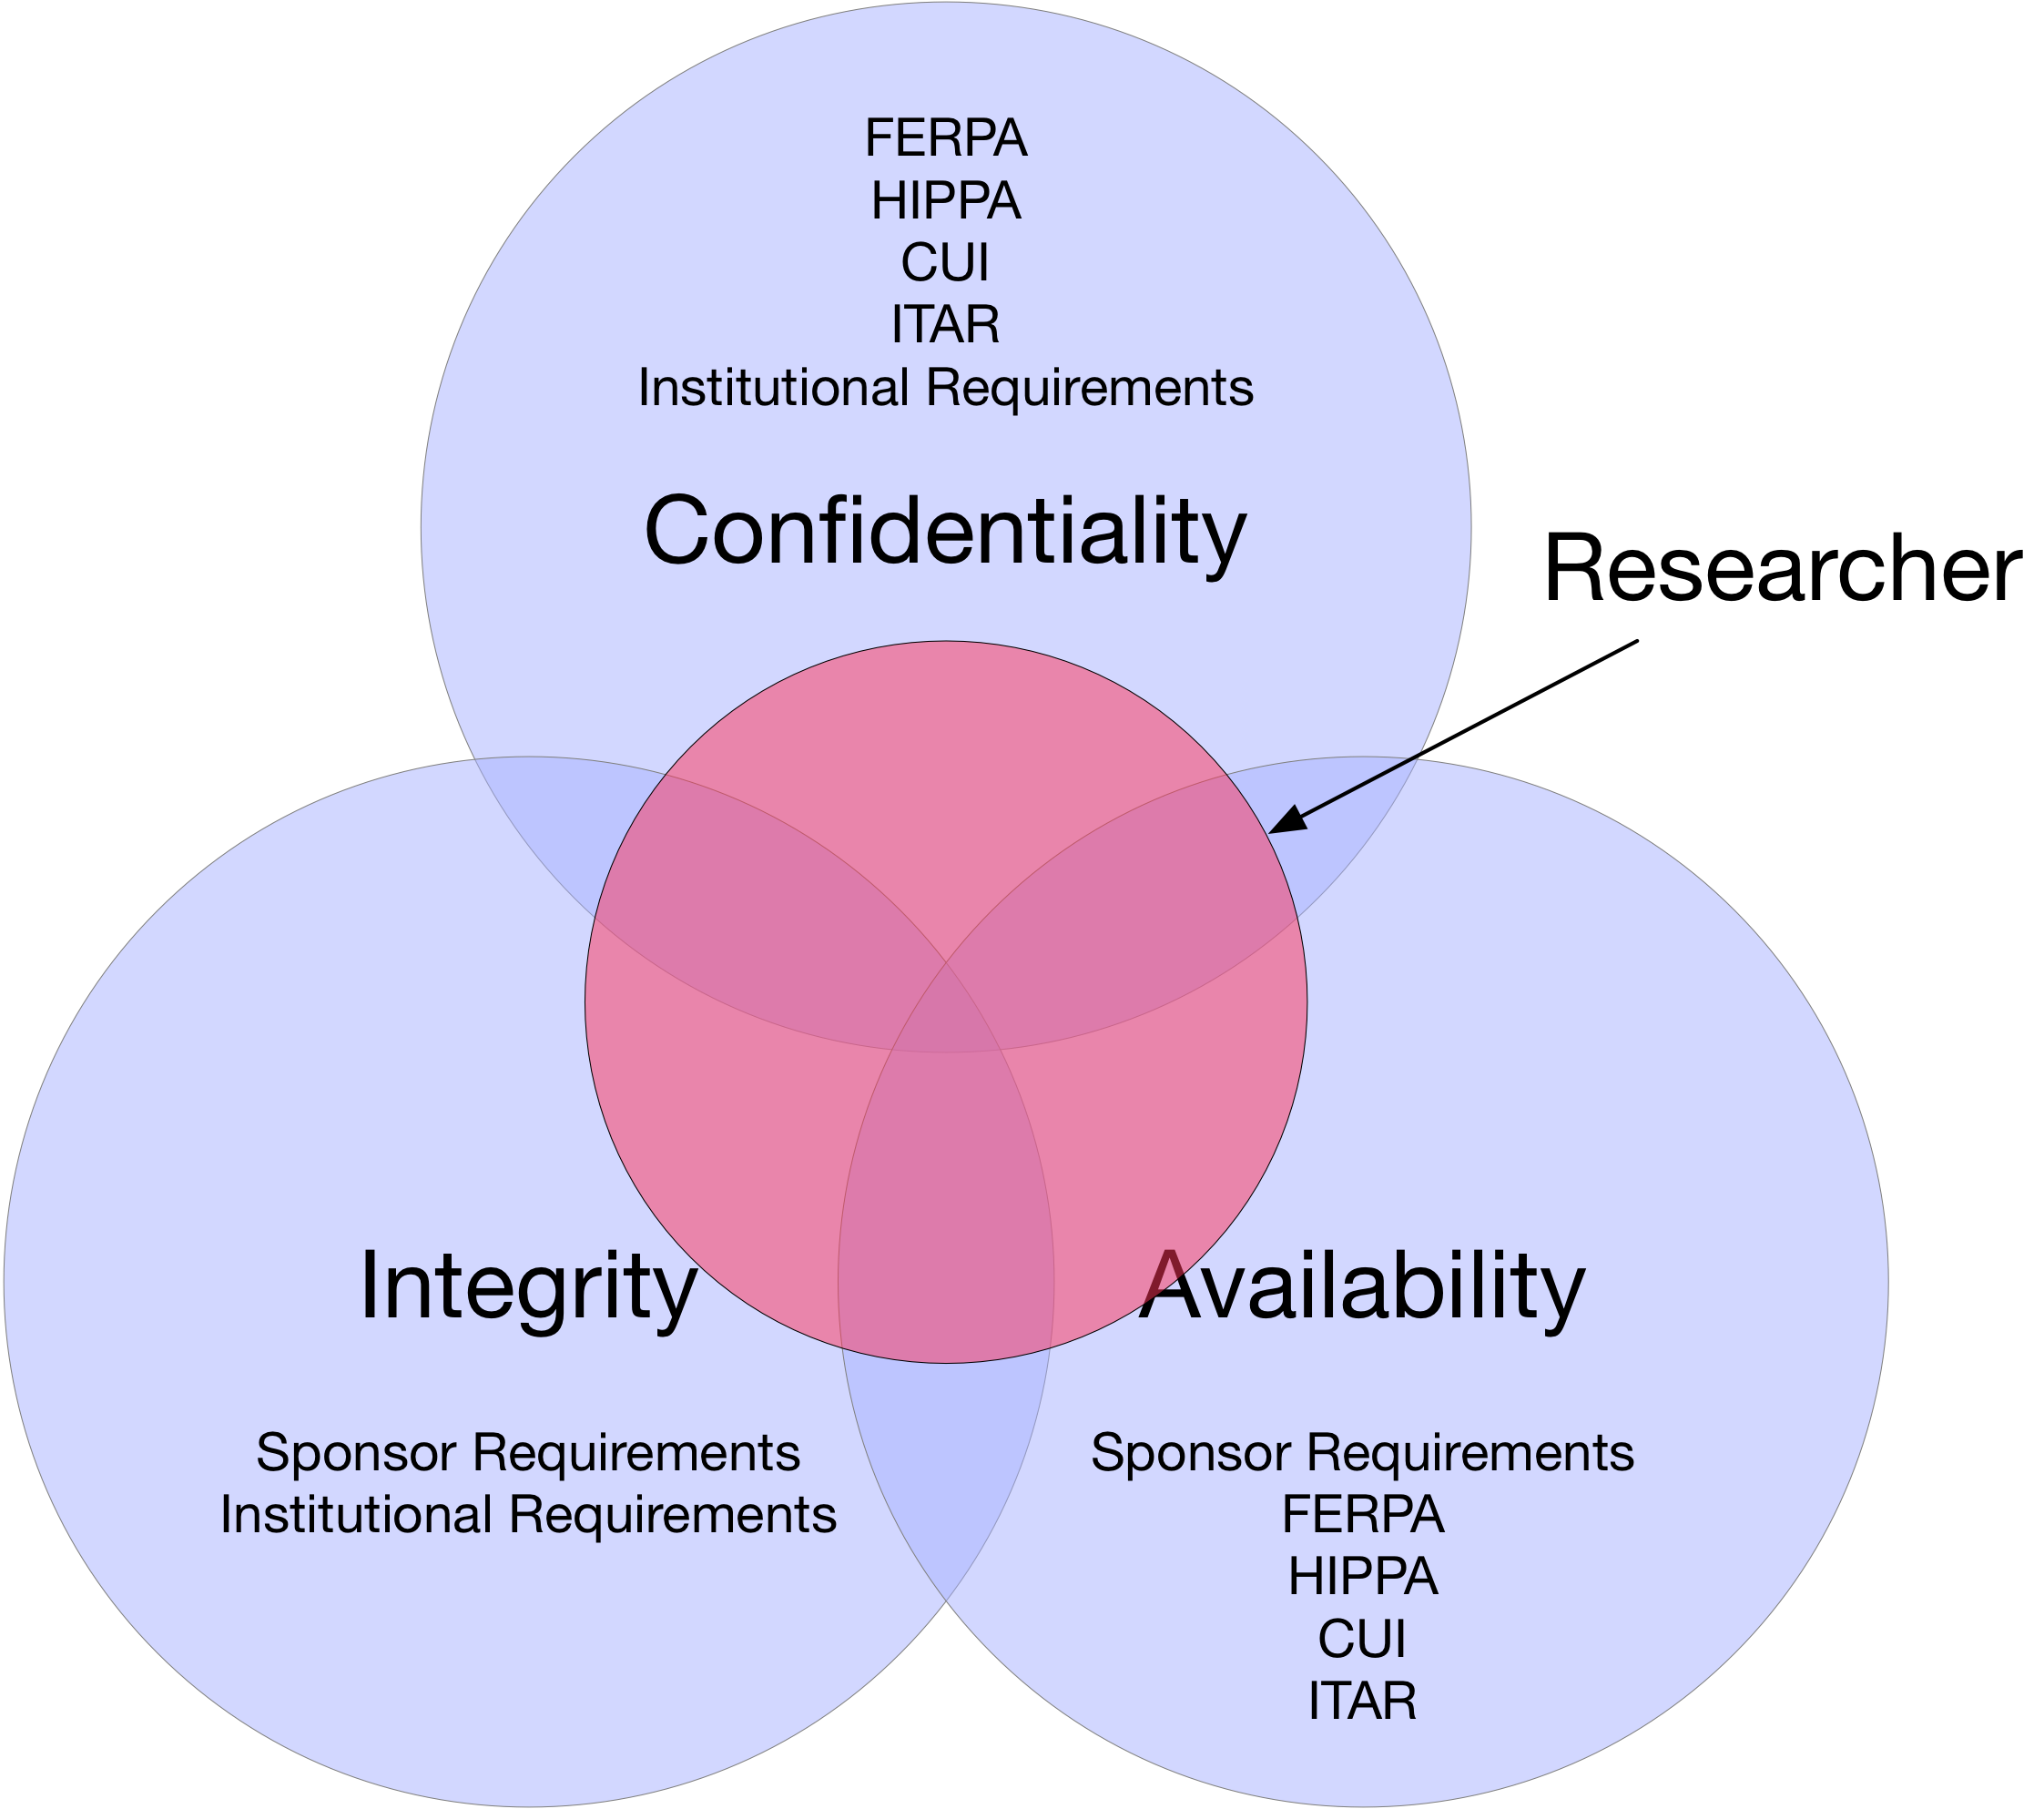 FERPA
HIPPA
CUI
ITAR
Institutional Requirements
Confidentiality
Researcher
Integrity
Sponsor Requirements
Institutional Requirements
Availability
Sponsor Requirements
FERPA
HIPPA
CUI
ITAR